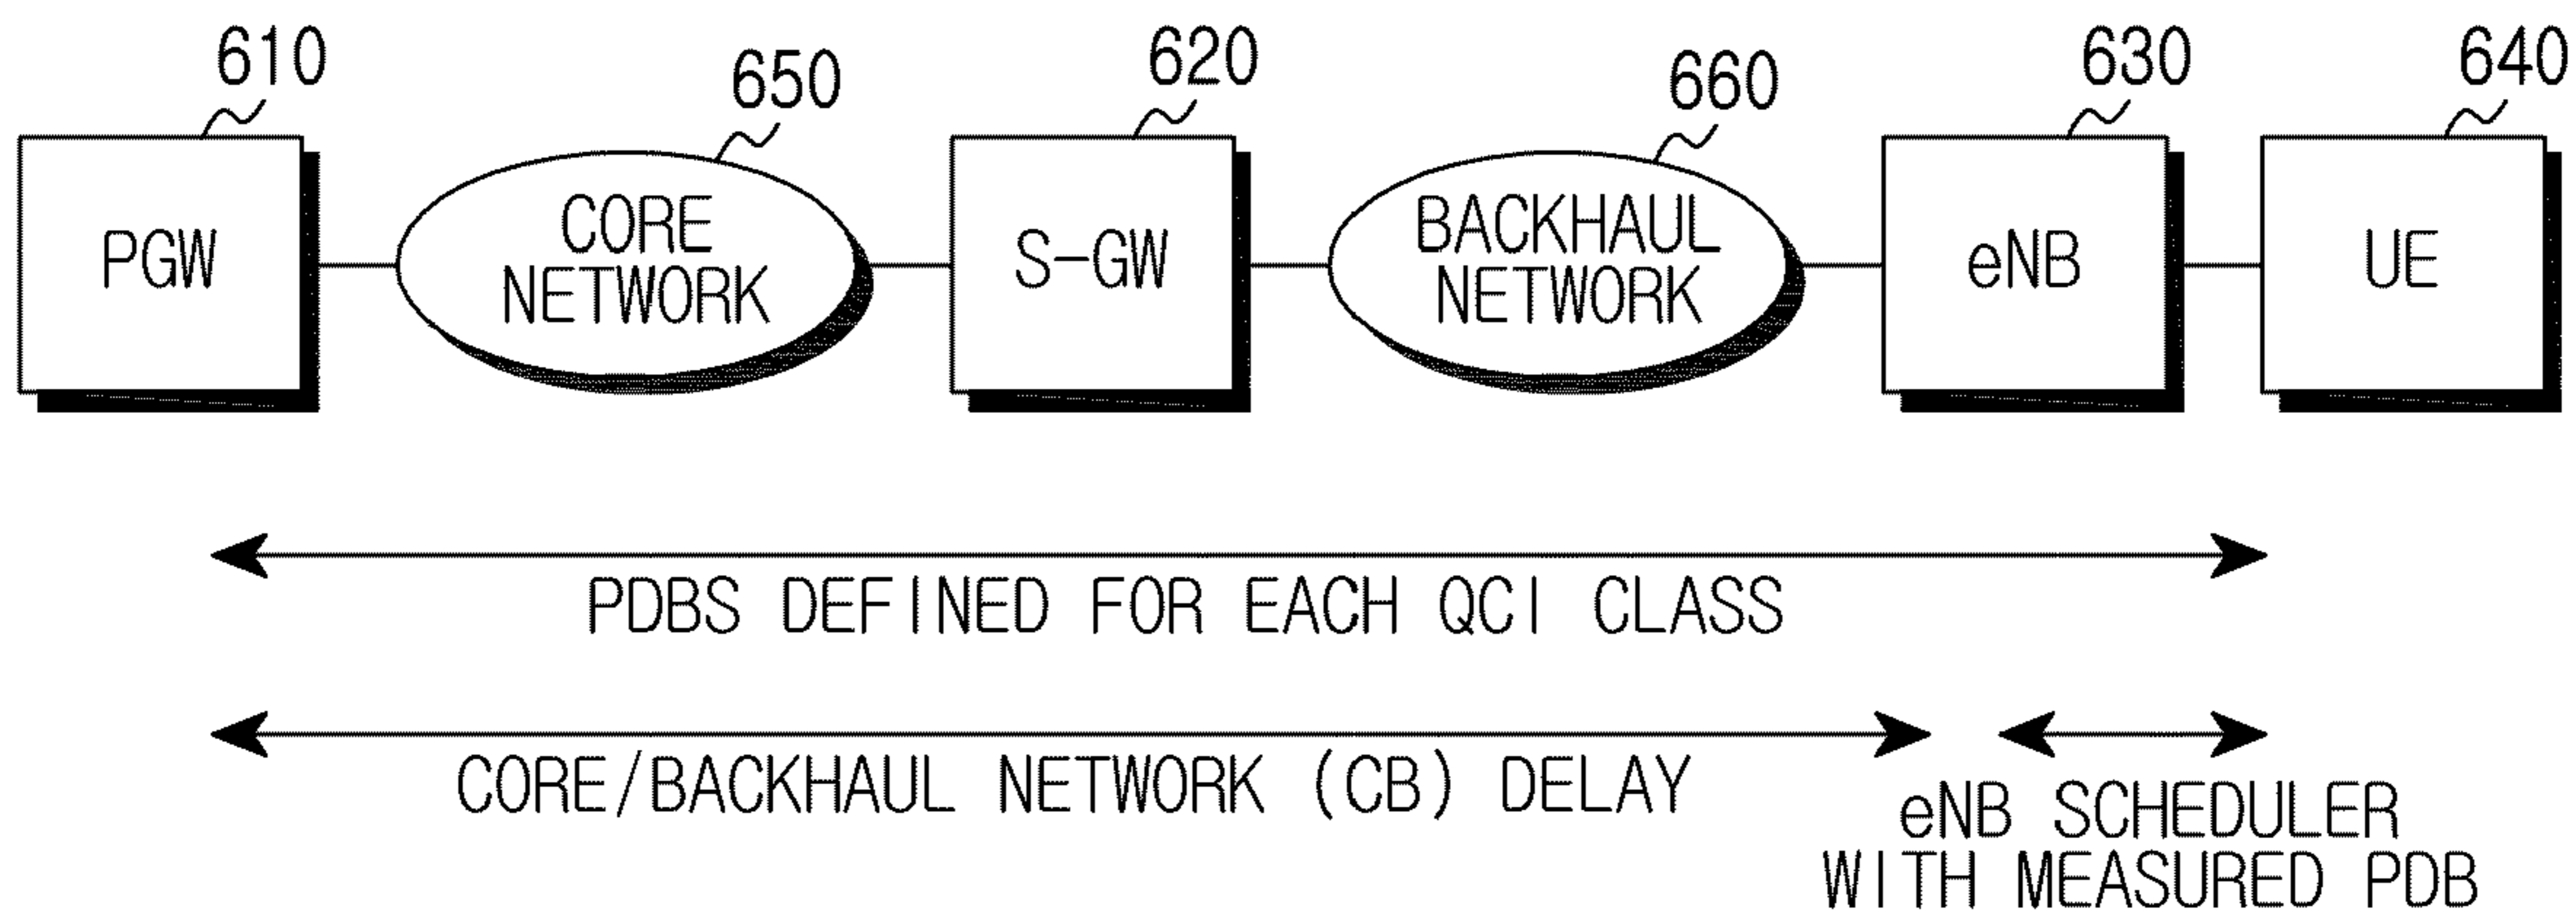 610
650
620
660
630
640
PGW
CORE
NETWORK
S-GW
BACKHAUL
NETWORK
eNB
UE
PDBS DEFINED FOR EACH QCI CLASS
CORE/BACKHAUL NETWORK (CB) DELAY
eNB SCHEDULER
WITH MEASURED PDB